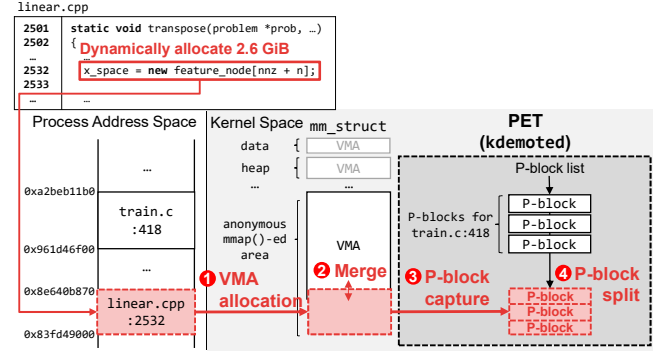 linear.cpp
2501 static void transpose(problem *prob, …)
2502 {
Dynamically allocate 2.6 GiB
…  …
2532 x_space = new feature_node[nnz + n];
2533
…  …
Process Address Space
Kernel Space
mm_struct
PET
(kdemoted)
data { VMA
heap { VMA
…  …
…
0xa2beb11b0
train.c
:418
0x961d46f00
…
0x8e640b870
linear.cpp
:2532
0x83fd49000
anonymous
mmap()-ed
area
VMA
1 VMA
allocation
2 Merge
3 P-block
capture
P-block list
P-blocks for
train.c:418
P-block
P-block
P-block
4 P-block
split
P-block
P-block
P-block